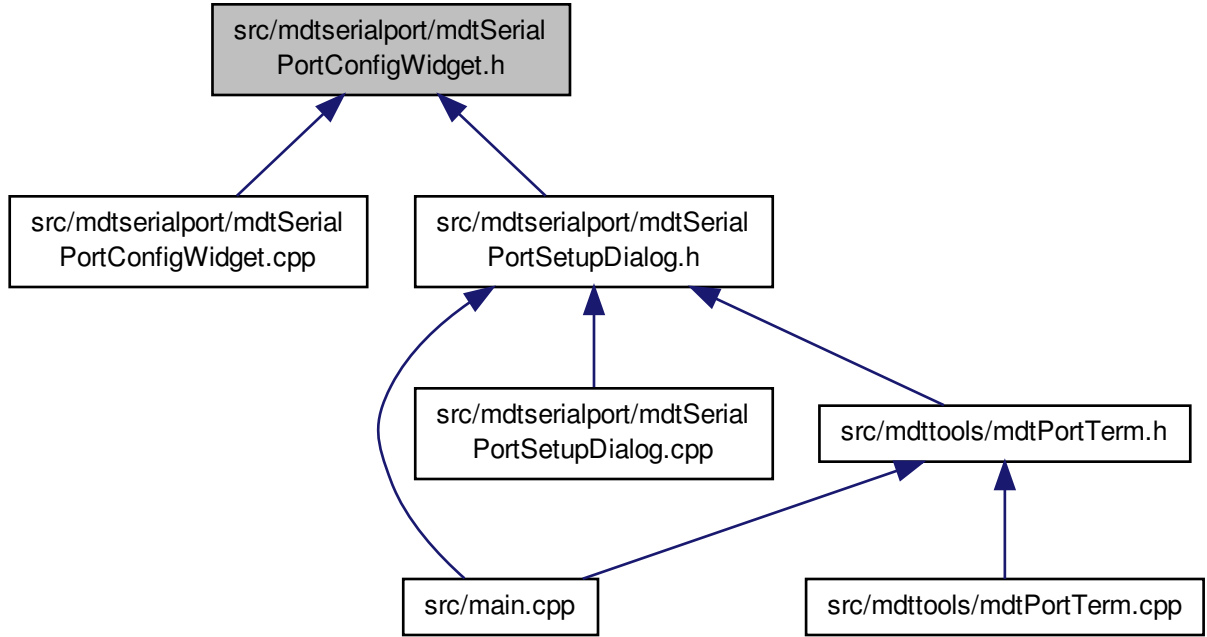 src/mdtserialport/mdtSerial
PortConfigWidget.h
src/mdtserialport/mdtSerial
PortConfigWidget.cpp
src/mdtserialport/mdtSerial
PortSetupDialog.h
src/mdtserialport/mdtSerial
PortSetupDialog.cpp
src/mdttools/mdtPortTerm.h
src/main.cpp
src/mdttools/mdtPortTerm.cpp